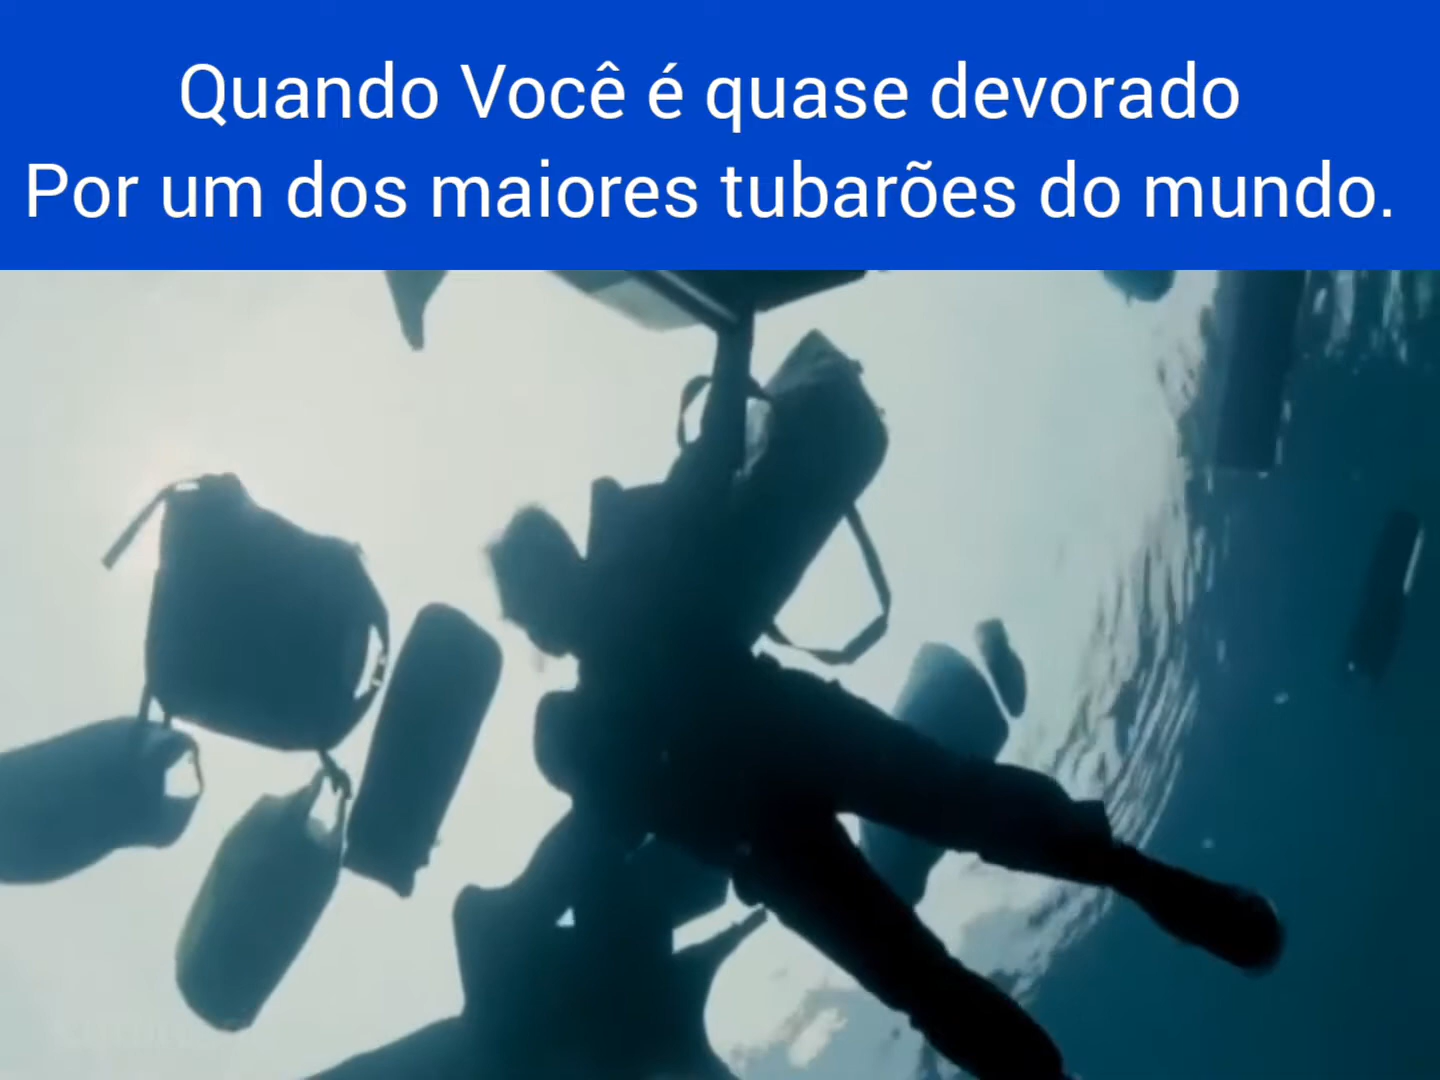 Quando Você é quase devorado
Por um dos maiores tubarões do mundo.